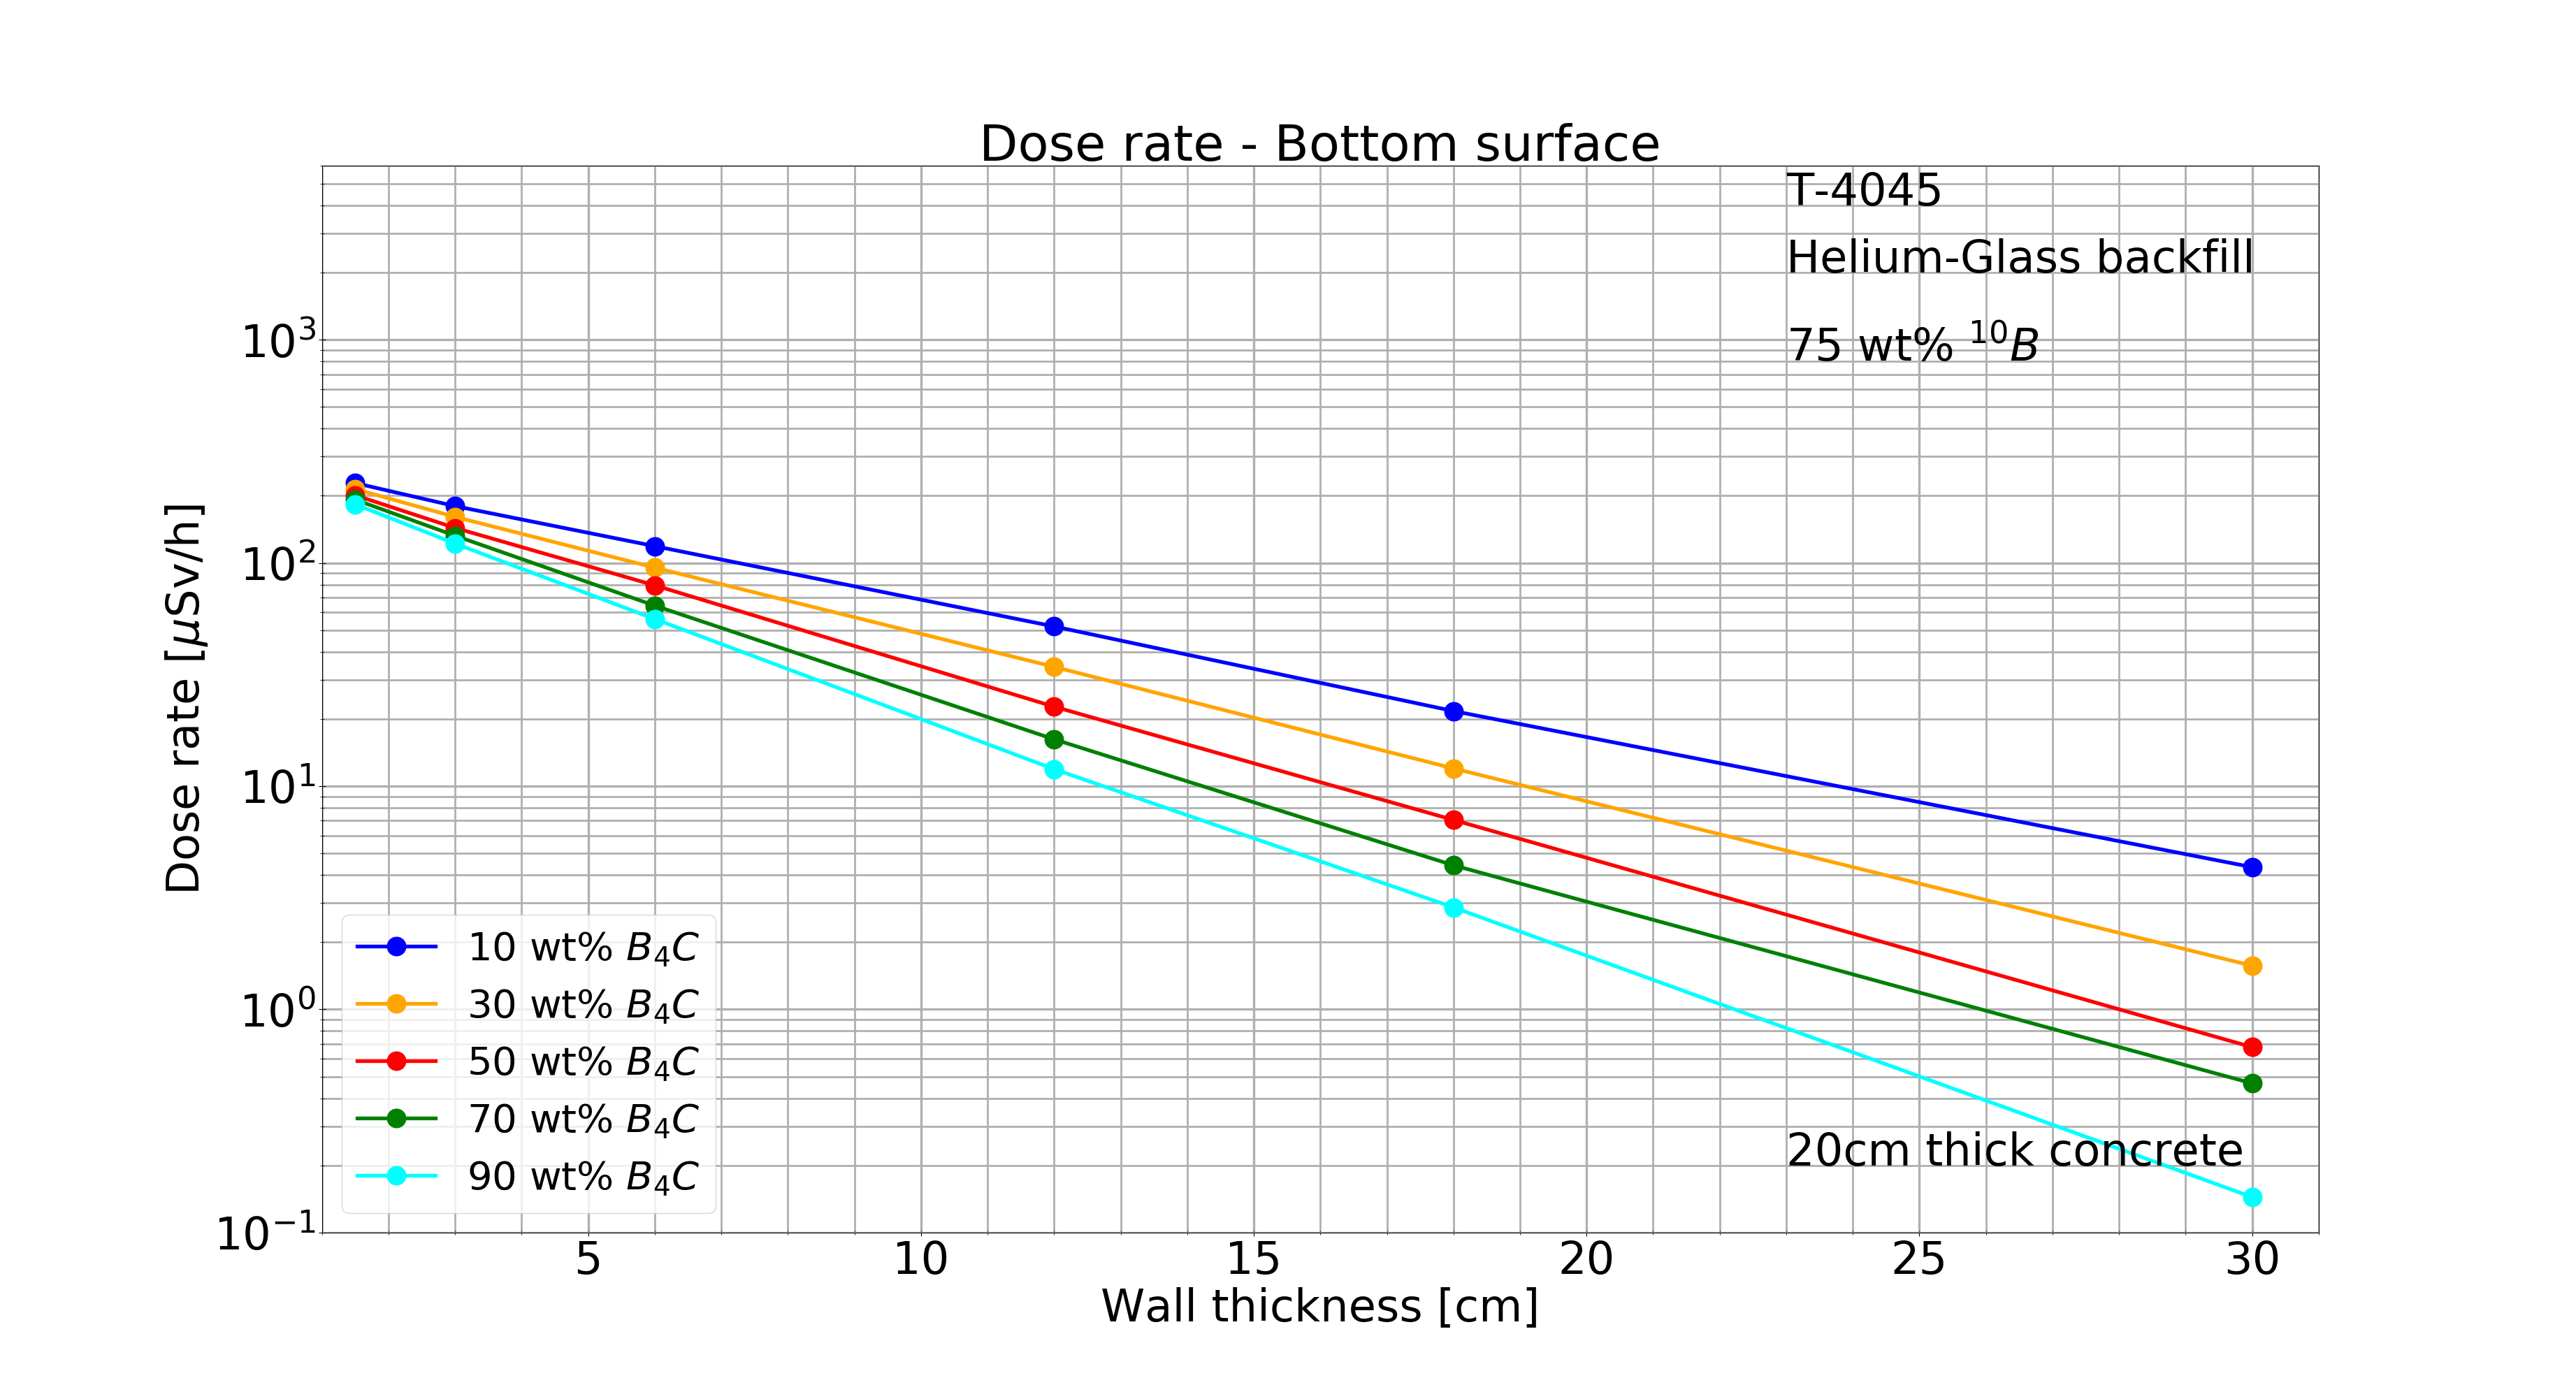 Dose rate - Bottom surface
T-4045
Helium-Glass backfill
75 wt% ¹⁰B
10³
10²
10¹
10⁰
10⁻¹
Dose rate [μSv/h]
10 wt% B₄C
30 wt% B₄C
50 wt% B₄C
70 wt% B₄C
90 wt% B₄C
20cm thick concrete
5 10 15 20 25 30
Wall thickness [cm]